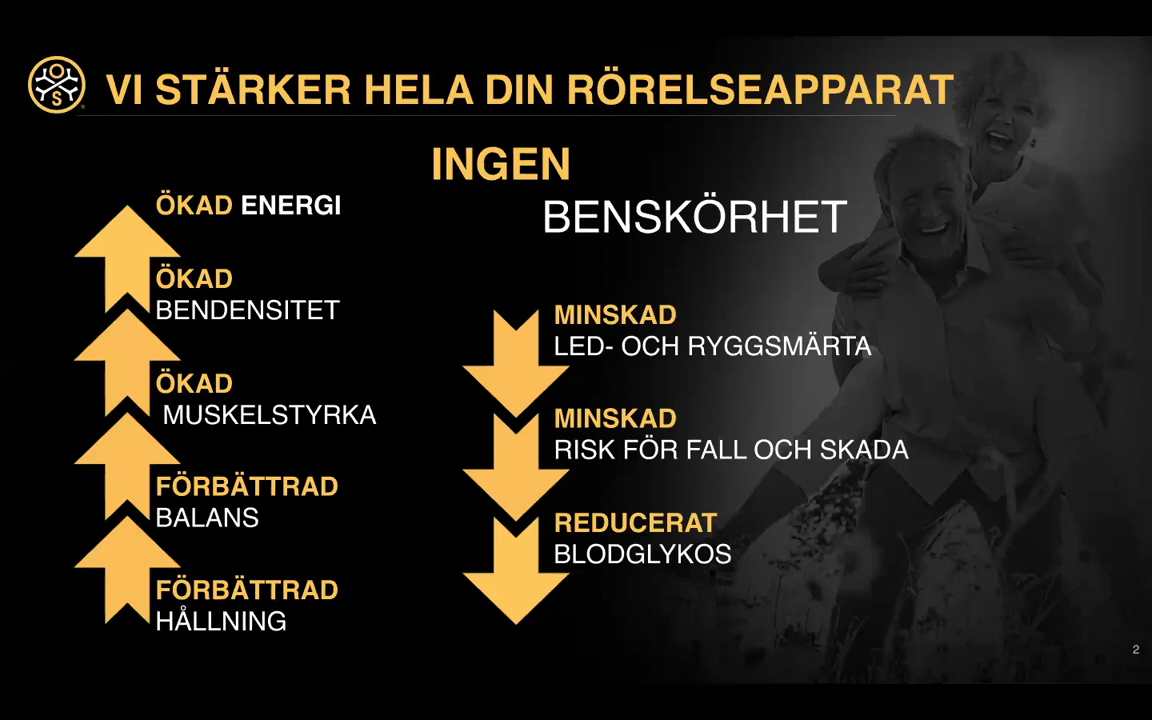 O
S
VI STÄRKER HELA DIN RÖRELSEAPPARAT
INGEN
BENSKÖRHET
ÖKAD ENERGI
ÖKAD
BENDENSITET
ÖKAD
MUSKELSTYRKA
FÖRBÄTTRAD
BALANS
FÖRBÄTTRAD
HÅLLNING
MINSKAD
LED- OCH RYGGSMÄRTA
MINSKAD
RISK FÖR FALL OCH SKADA
REDUCERAT
BLODGLYKOS
2